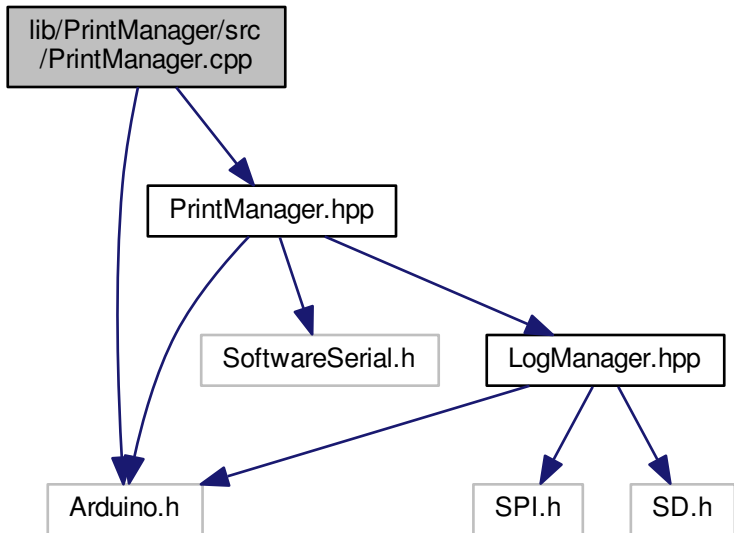 lib/PrintManager/src
/PrintManager.cpp
PrintManager.hpp
SoftwareSerial.h
LogManager.hpp
Arduino.h
SPI.h
SD.h